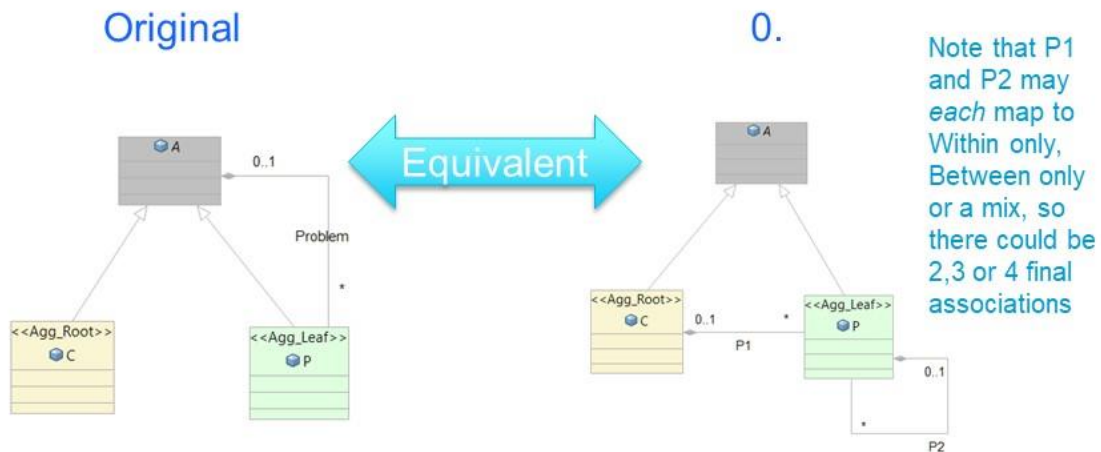 Original
0.
Note that P1
and P2 may
each map to
Within only,
Between only
or a mix, so
there could be
2,3 or 4 final
associations
Equivalent
A
0..1
Problem
*
<<Agg_Root>>
C
<<Agg_Leaf>>
P
A
<<Agg_Root>>
C
0..1
*
P1
<<Agg_Leaf>>
P
0..1
*
P2